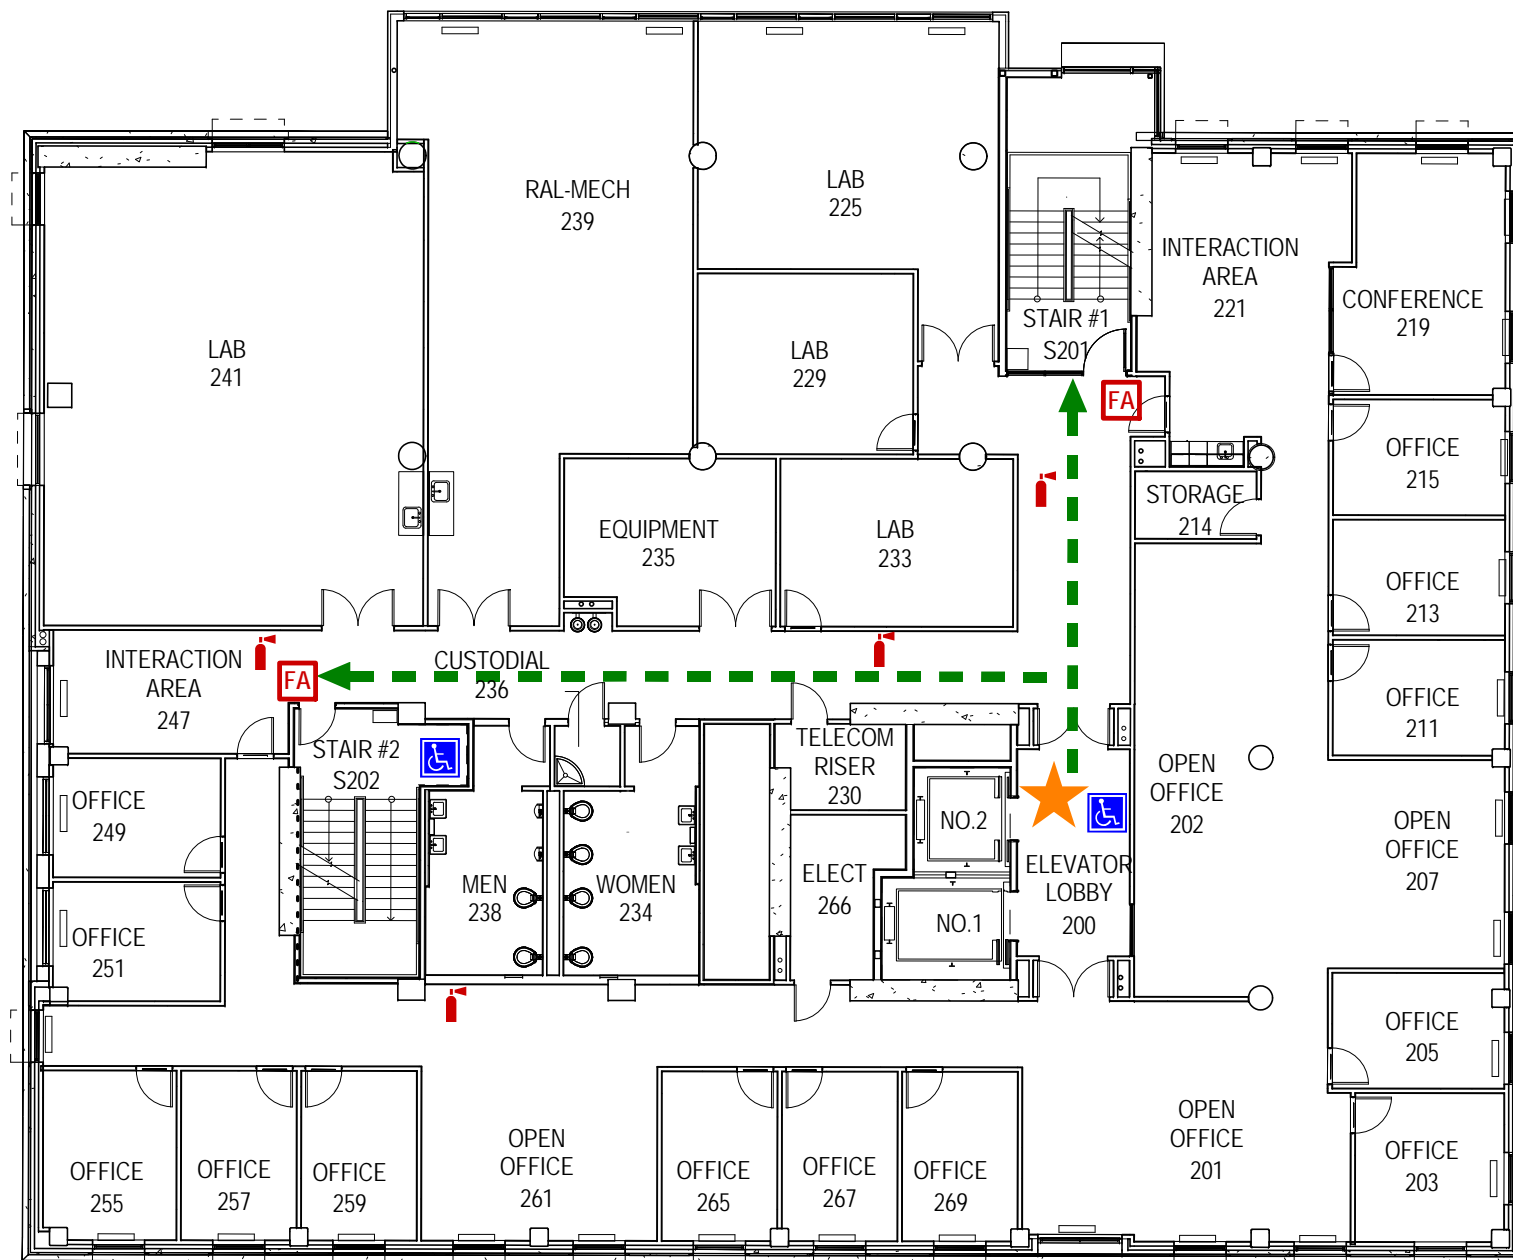 RAL-MECH
239
LAB
225
INTERACTION
AREA
221
CONFERENCE
219
STAIR #1
S201
LAB
241
LAB
229
FA
OFFICE
215
STORAGE
214
EQUIPMENT
235
LAB
233
OFFICE
213
INTERACTION
AREA
247
FA
CUSTODIAL
236
OFFICE
211
STAIR #2
S202
TELECOM
RISER
230
OPEN
OFFICE
202
OFFICE
249
NO.2
OPEN
OFFICE
207
MEN
238
WOMEN
234
ELECT
266
ELEVATOR
LOBBY
200
NO.1
OFFICE
251
OFFICE
205
OPEN
OFFICE
201
OFFICE
203
OFFICE
255
OFFICE
257
OFFICE
259
OPEN
OFFICE
261
OFFICE
265
OFFICE
267
OFFICE
269